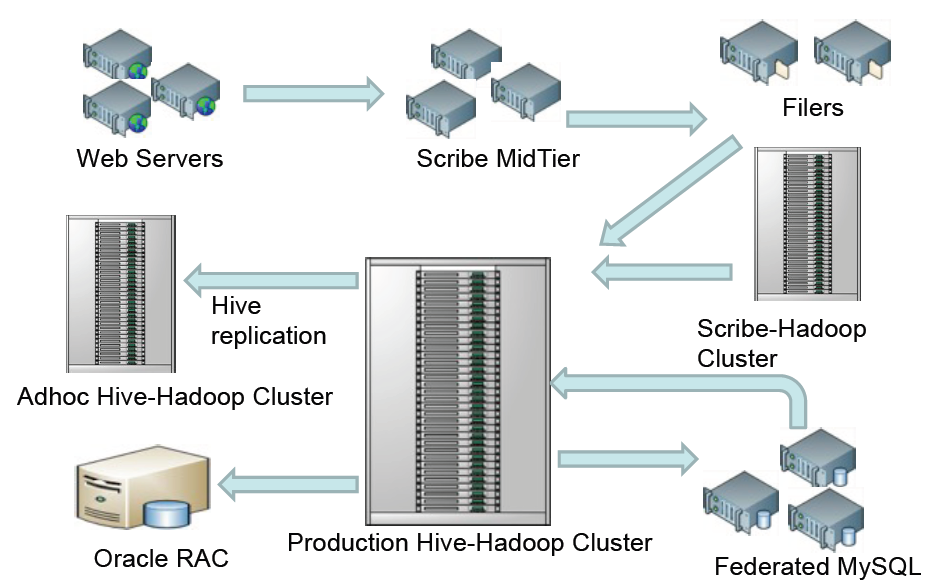 Filers
Web Servers
Scribe MidTier
Hive
replication
Scribe-Hadoop
Cluster
Adhoc Hive-Hadoop Cluster
Production Hive-Hadoop Cluster
Oracle RAC
Federated MySQL